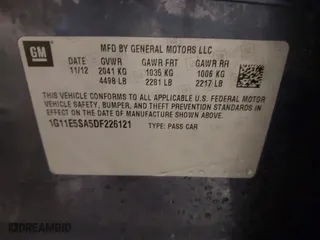 GM
MFD BY GENERAL MOTORS LLC
DATE GVWR GAWR FRT GAWR RR
11/12 2041 KG 1035 KG 1006 KG
4498 LB 2281 LB 2217 LB
THIS VEHICLE CONFORMS TO ALL APPLICABLE U.S. FEDERAL MOTOR
VEHICLE SAFETY, BUMPER, AND THEFT PREVENTION STANDARDS
IN EFFECT ON THE DATE OF MANUFACTURE SHOWN ABOVE.
1G11E5SA5DF226121 TYPE: PASS CAR
DREAMBID